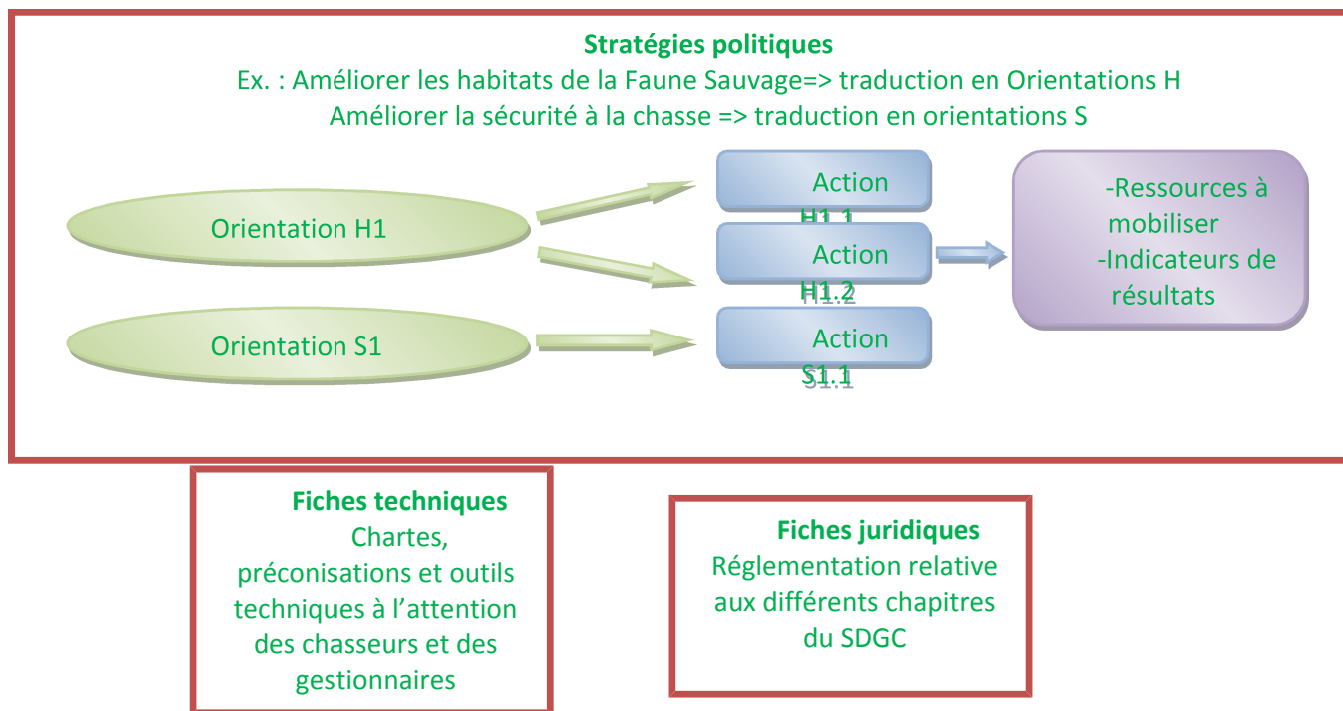 Stratégies politiques
Ex. : Améliorer les habitats de la Faune Sauvage=> traduction en Orientations H
Améliorer la sécurité à la chasse => traduction en orientations S
Orientation H1
Orientation S1
Action
H1.1
Action
H1.2
Action
S1.1
-Ressources à
mobiliser
-Indicateurs de
résultats
Fiches techniques
Chartes,
préconisations et outils
techniques à l’attention
des chasseurs et des
gestionnaires
Fiches juridiques
Réglementation relative
aux différents chapitres
du SDGC